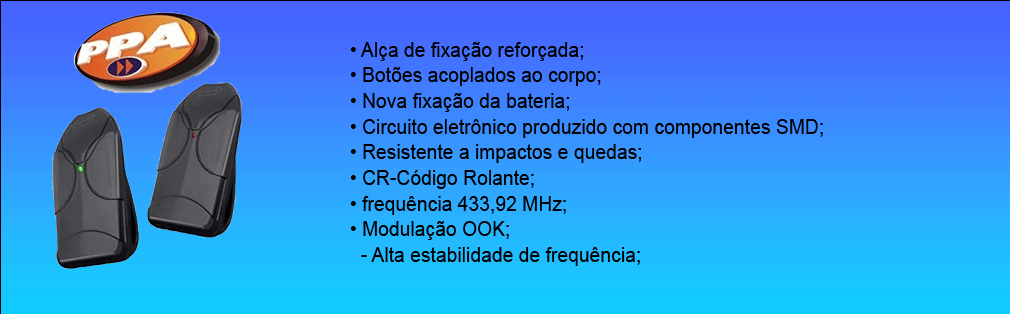 PPA
• Alça de fixação reforçada;
• Botões acoplados ao corpo;
• Nova fixação da bateria;
• Circuito eletrônico produzido com componentes SMD;
• Resistente a impactos e quedas;
• CR-Código Rolante;
• frequência 433,92 MHz;
• Modulação OOK;
- Alta estabilidade de frequência;